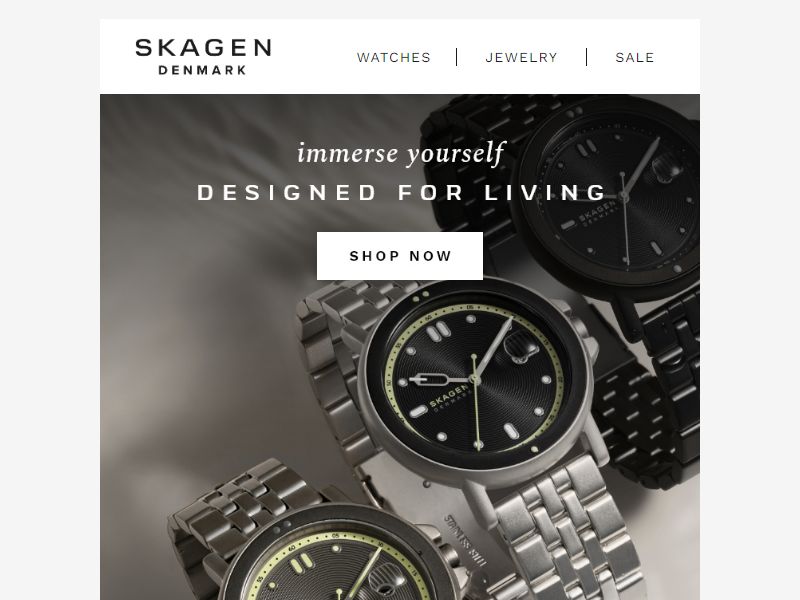 SKAGEN
DENMARK
WATCHES
JEWELRY
SALE
immerse yourself
DESIGNED FOR LIVING
SHOP NOW
SKAGEN
DENMARK
SKAGEN
DENMARK
STAINLESS STEEL